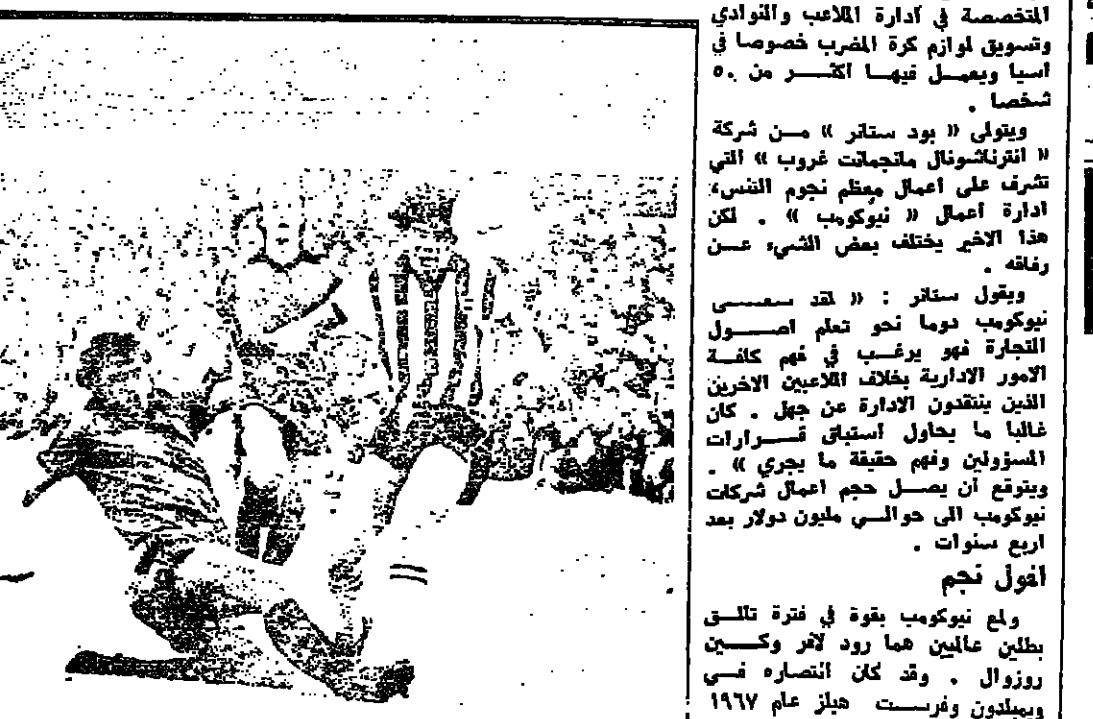 المتخصصة في ادارة الملاعب والنوادي
وتسويق لوازم كرة المضرب خصوصا في
اسيا ويعمل فيها اكثر من ٥٠
شخصا .
ويتولى « بود ستانر » من شركة
« انترناشونال مانجمانت غروب » التي
تشرف على اعمال معظم نجوم التنس،
ادارة اعمال « نيوكومب » . لكن
هذا الاخير يختلف بعض الشيء عن
رفاقه .
ويقول ستانر : « لقد سعى
نيوكومب دوما نحو تعلم اصول
التجارة فهو يرغب في فهم كافة
الامور الادارية بخلاف اللاعبين الاخرين
الذين ينتقدون الادارة عن جهل . كان
غالبا ما يحاول استباق قرارات
المسؤولين وفهم حقيقة ما يجري » .
ويتوقع أن يصل حجم اعمال شركات
نيوكومب الى حوالي مليون دولار بعد
اربع سنوات .
افول نجم
ولمع نيوكومب بقوة في فترة تالق
بطلين عالميين هما رود لافر وكين
روزوال . وقد كان انتصاره في
ويمبلدون وفرست هيلز عام ١٩٦٧